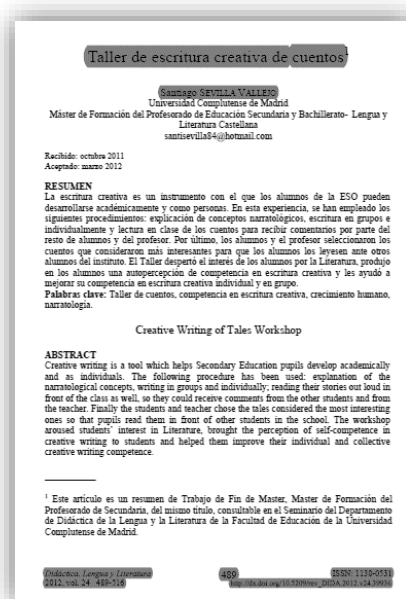 Taller de escritura creativa de cuentos¹
Santiago SEVILLA VALLEJO
Universidad Complutense de Madrid
Máster de Formación del Profesorado de Educación Secundaria y Bachillerato- Lengua y
Literatura Castellana
santisevilla84@hotmail.com
Recibido: octubre 2011
Aceptado: marzo 2012
RESUMEN
La escritura creativa es un instrumento con el que los alumnos de la ESO pueden
desarrollarse académicamente y como personas. En esta experiencia, se han empleado los
siguientes procedimientos: explicación de conceptos narratológicos, escritura en grupos e
individualmente y lectura en clase de los cuentos para recibir comentarios por parte del
resto de alumnos y del profesor. Por último, los alumnos y el profesor seleccionaron los
cuentos que consideraron más interesantes para que los alumnos los leyesen ante otros
alumnos del instituto. El Taller despertó el interés de los alumnos por la Literatura, produjo
en los alumnos una autopercepción de competencia en escritura creativa y les ayudó a
mejorar su competencia en escritura creativa individual y en grupo.
Palabras clave: Taller de cuentos, competencia en escritura creativa, crecimiento humano,
narratología.
Creative Writing of Tales Workshop
ABSTRACT
Creative writing is a tool which helps Secondary Education pupils develop academically
and as individuals. The following procedure has been used: explanation of the
narratological concepts, writing in groups and individually; reading their stories out loud in
front of the class as well, so they could receive comments from the other students and from
the teacher. Finally the students and teacher chose the tales considered the most interesting
ones so that pupils read them in front of other students in the school. The workshop
aroused students' interest in Literature, brought the perception of self-competence in
creative writing to students and helped them improve their individual and collective
creative writing competence.
¹ Este artículo es un resumen de Trabajo de Fin de Master, Master de Formación del
Profesorado de Secundaria, del mismo título, consultable en el Seminario del Departamento
de Didáctica de la Lengua y la Literatura de la Facultad de Educación de la Universidad
Complutense de Madrid.
Didáctica. Lengua y Literatura 489 ISSN: 1130-0531
2012, vol. 24 489-516 http://dx.doi.org/10.5209/rev_DIDA.2012.v24.39936